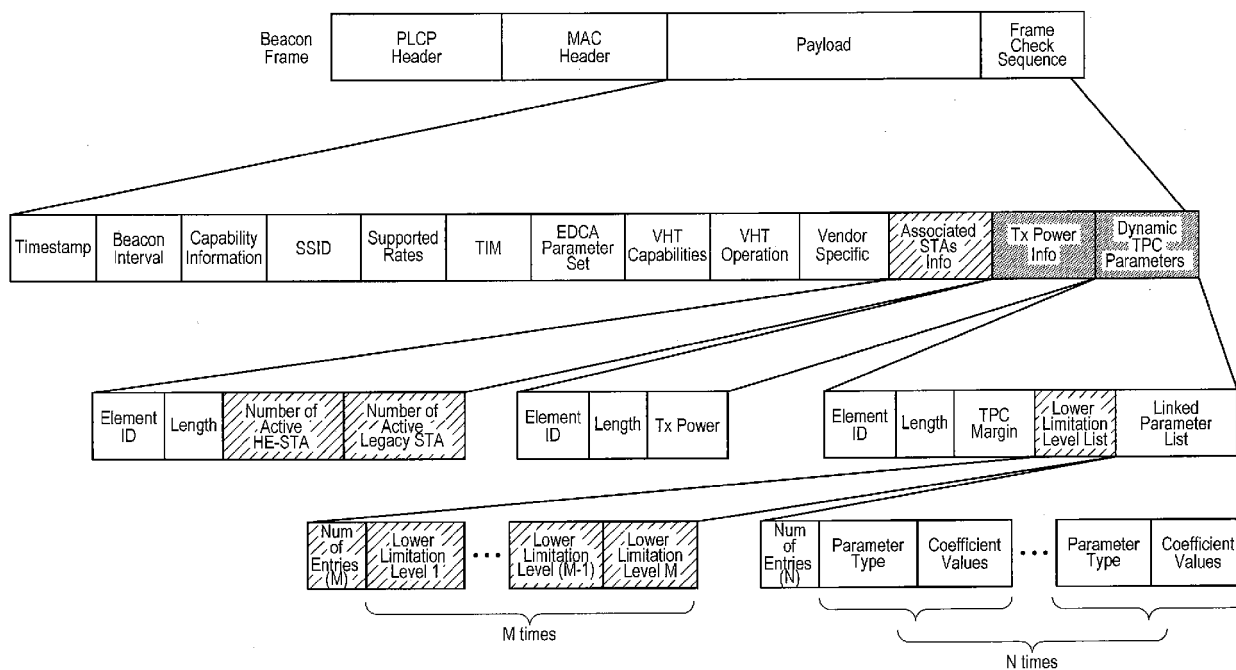 Beacon
Frame
PLCP
Header
MAC
Header
Payload
Frame
Check
Sequence
Timestamp
Beacon
Interval
Capability
Information
SSID
Supported
Rates
TIM
EDCA
Parameter
Set
VHT
Capabilities
VHT
Operation
Vendor
Specific
Associated
STAs
Info
Tx Power
Info
Dynamic
TPC
Parameters
Element
ID
Length
Number of
Active
HE-STA
Number of
Active
Legacy STA
Element
ID
Length
Tx Power
Element
ID
Length
TPC
Margin
Lower
Limitation
Level List
Linked
Parameter
List
Num
of
Entries
(M)
Lower
Limitation
Level 1
•••
Lower
Limitation
Level (M-1)
Lower
Limitation
Level M
M times
Num
of
Entries
(N)
Parameter
Type
Coefficient
Values
•••
Parameter
Type
Coefficient
Values
N times